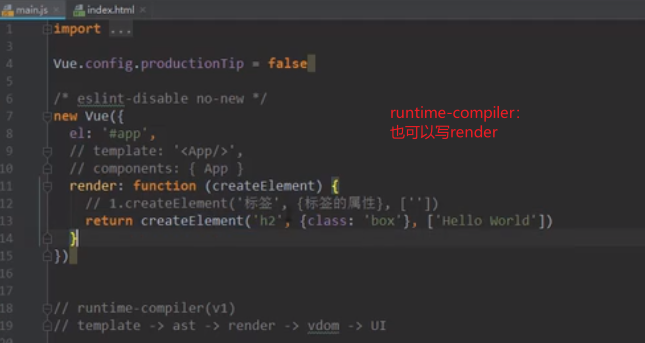 main.js index.html
1 import ...
3
4 Vue.config.productionTip = false
5
6 /* eslint-disable no-new */
7 new Vue({
8 el: '#app',
9 // template: '<App/>',
10 // components: { App }
11 render: function (createElement) {
12 // 1.createElement('标签', {标签的属性}, [''])
13 return createElement('h2', {class: 'box'}, ['Hello World'])
14 }
15 })
16
17
18 // runtime-compiler(v1)
19 // template -> ast -> render -> vdom -> UI
runtime-compiler:
也可以写render